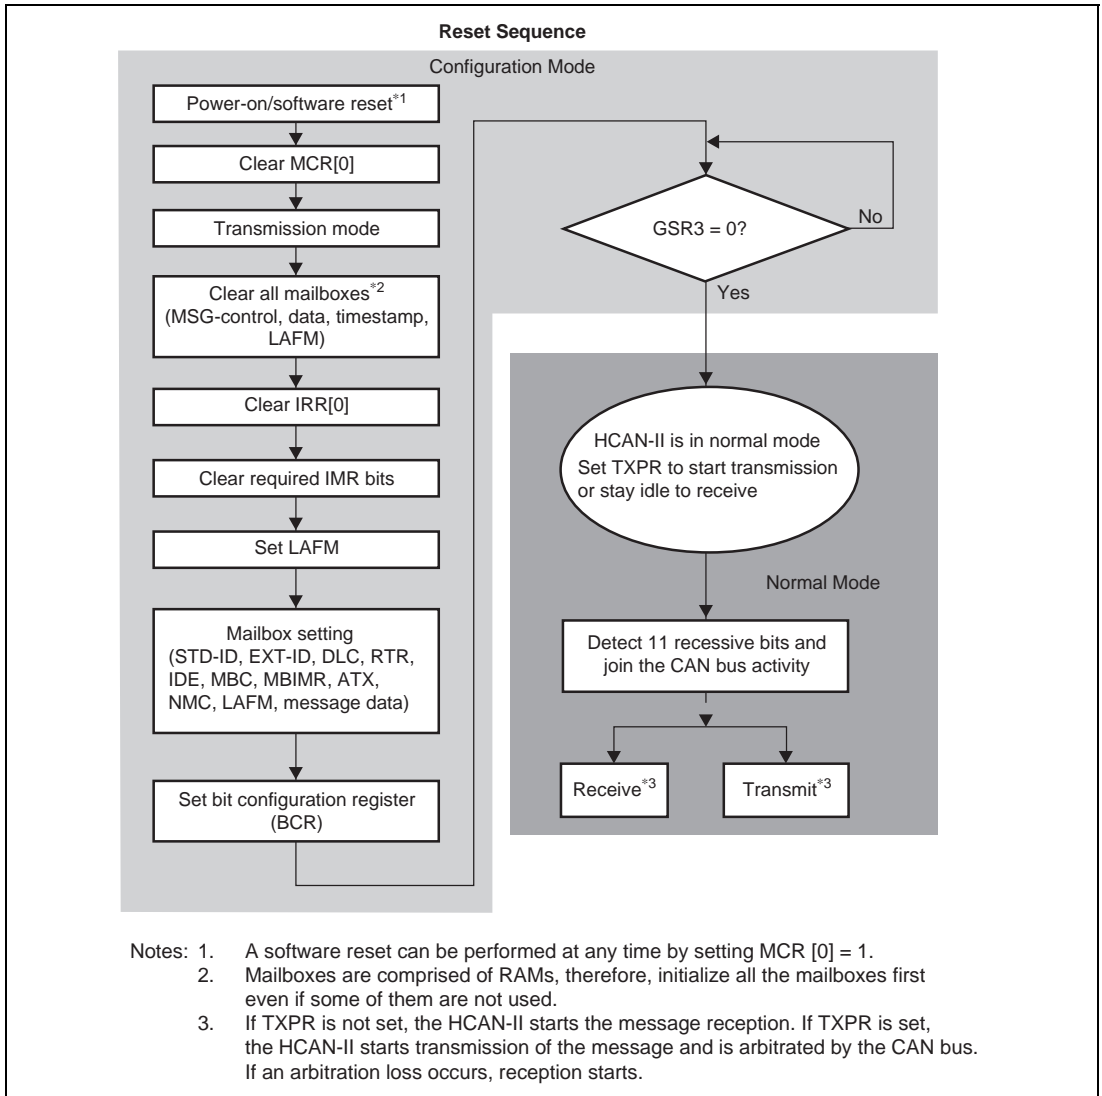 Reset Sequence
Configuration Mode
Power-on/software reset*1
Clear MCR[0]
Transmission mode
Clear all mailboxes*2
(MSG-control, data, timestamp,
LAFM)
Clear IRR[0]
Clear required IMR bits
Set LAFM
Mailbox setting
(STD-ID, EXT-ID, DLC, RTR,
IDE, MBC, MBIMR, ATX,
NMC, LAFM, message data)
Set bit configuration register
(BCR)
GSR3 = 0?
No
Yes
HCAN-II is in normal mode
Set TXPR to start transmission
or stay idle to receive
Normal Mode
Detect 11 recessive bits and
join the CAN bus activity
Receive*3
Transmit*3
Notes: 1. A software reset can be performed at any time by setting MCR [0] = 1.
2. Mailboxes are comprised of RAMs, therefore, initialize all the mailboxes first
even if some of them are not used.
3. If TXPR is not set, the HCAN-II starts the message reception. If TXPR is set,
the HCAN-II starts transmission of the message and is arbitrated by the CAN bus.
If an arbitration loss occurs, reception starts.